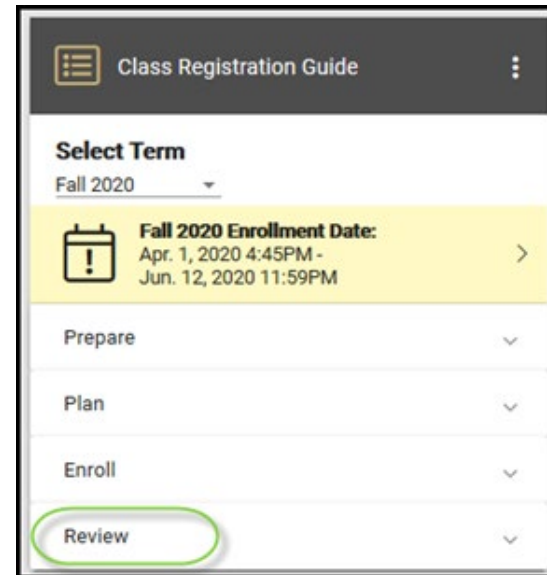 Class Registration Guide
Select Term
Fall 2020
Fall 2020 Enrollment Date:
Apr. 1, 2020 4:45PM -
Jun. 12, 2020 11:59PM
Prepare
Plan
Enroll
Review